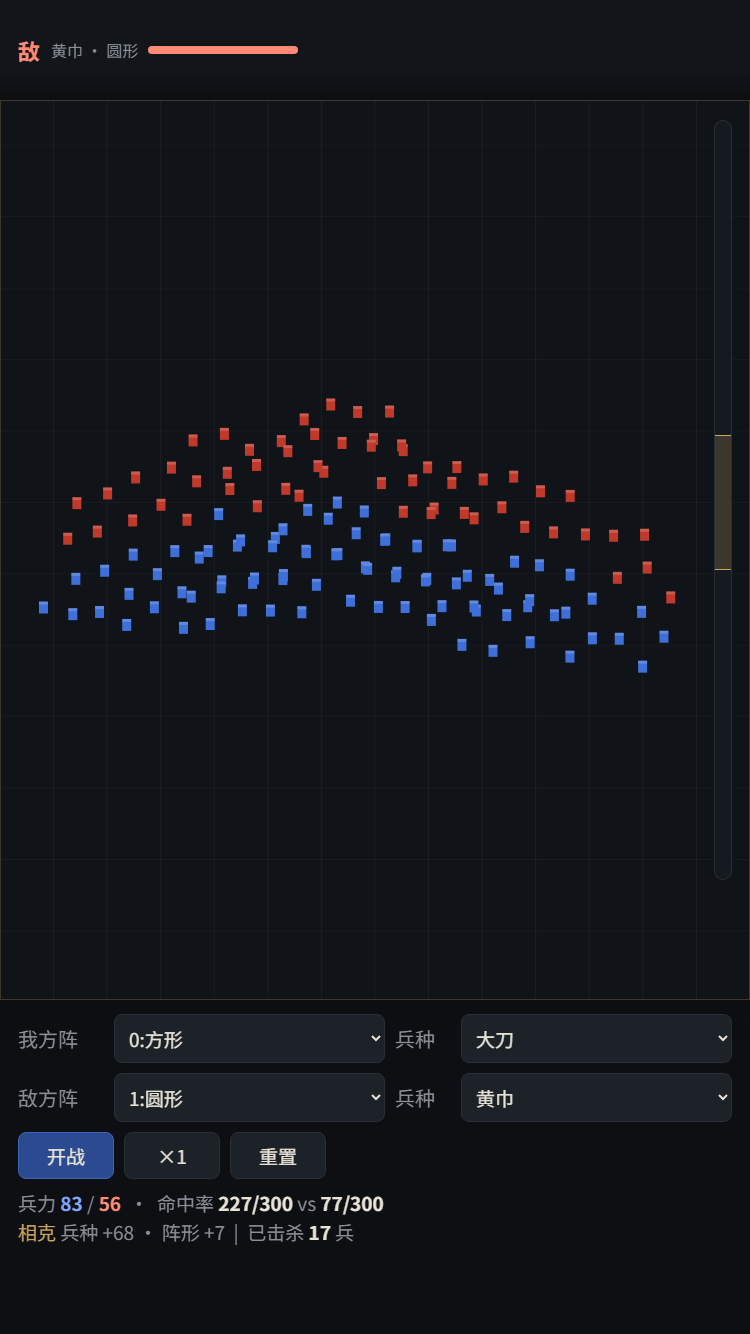 敌 黄巾 · 圆形
我方阵 0:方形 兵种 大刀
敌方阵 1:圆形 兵种 黄巾
开战 ×1 重置
兵力 83 / 56 · 命中率 227/300 vs 77/300
相克 兵种 +68 · 阵形 +7 | 已击杀 17 兵